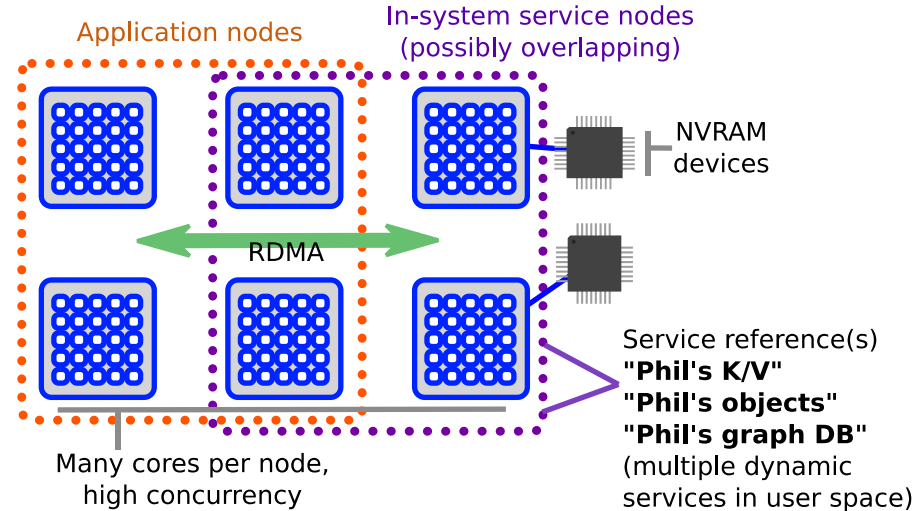 Application nodes
In-system service nodes
(possibly overlapping)
NVRAM
devices
RDMA
Service reference(s)
"Phil's K/V"
"Phil's objects"
"Phil's graph DB"
(multiple dynamic
services in user space)
Many cores per node,
high concurrency